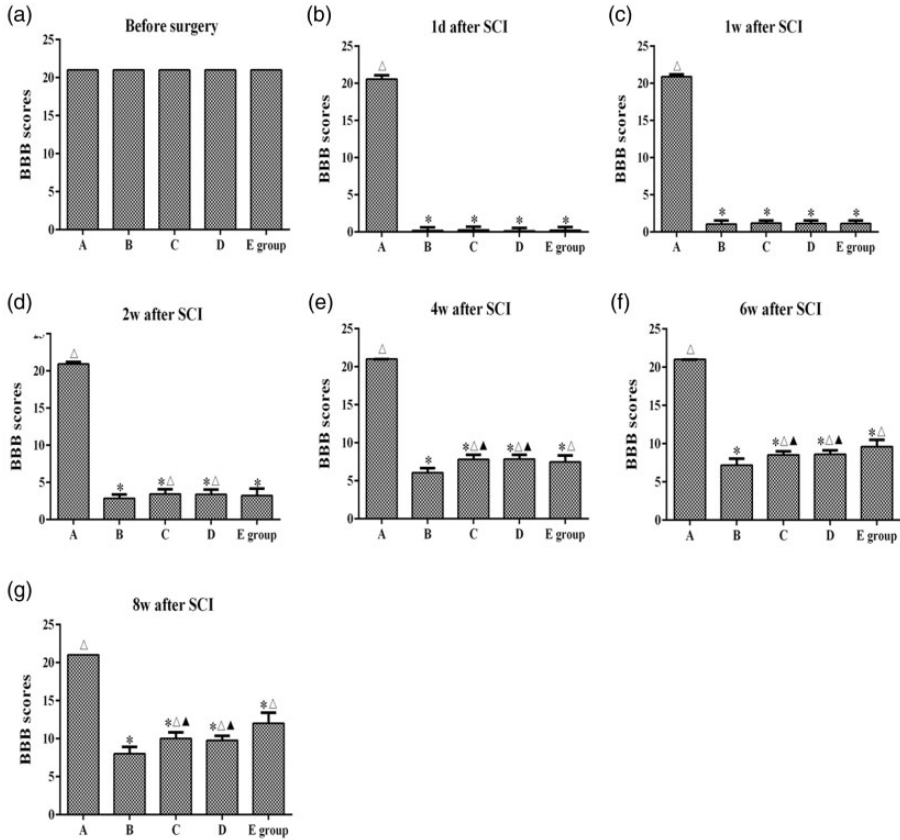 (a)
Before surgery
BBB scores
25
20
15
10
5
0
A B C D E group
(b)
1d after SCI
BBB scores
25
20
15
10
5
0
△
* * * *
A B C D E group
(c)
1w after SCI
BBB scores
25
20
15
10
5
0
△
* * * *
A B C D E group
(d)
2w after SCI
BBB scores
20
15
10
5
0
△
* *△ *△ *
A B C D E group
(e)
4w after SCI
BBB scores
25
20
15
10
5
0
△
* *△▲ *△▲ *△
A B C D E group
(f)
6w after SCI
BBB scores
25
20
15
10
5
0
△
* *△▲ *△▲ *△
A B C D E group
(g)
8w after SCI
BBB scores
25
20
15
10
5
0
△
* *△▲ *△▲ *△
A B C D E group